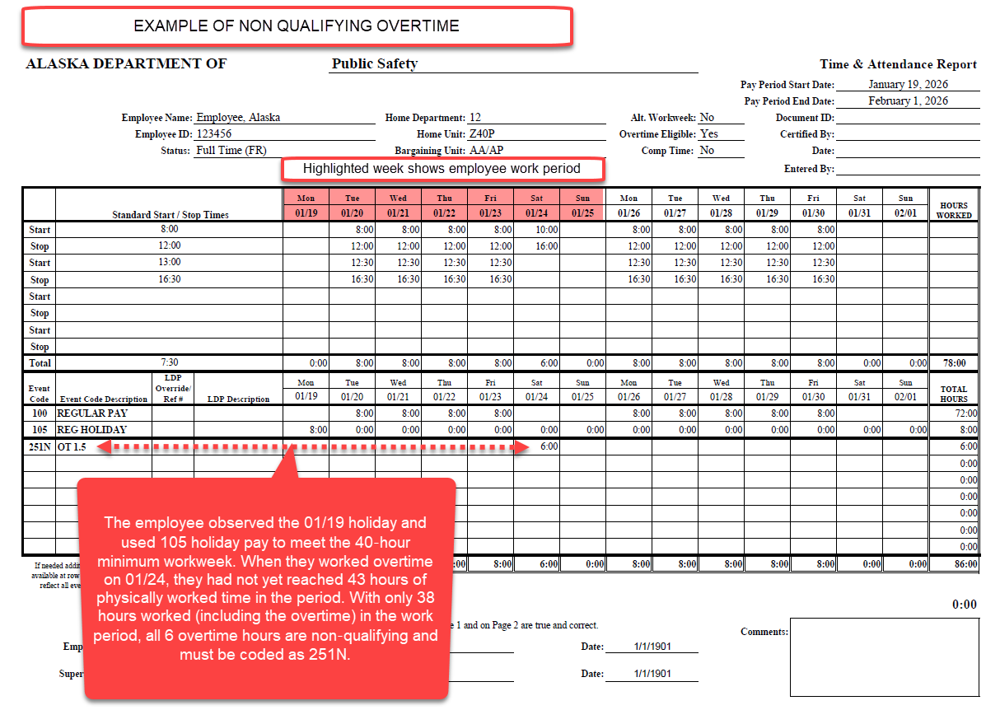 EXAMPLE OF NON QUALIFYING OVERTIME
ALASKA DEPARTMENT OF Public Safety Time & Attendance Report
Pay Period Start Date: January 19, 2026
Pay Period End Date: February 1, 2026
Employee Name: Employee, Alaska Home Department: 12 Alt. Workweek: No Document ID:
Employee ID: 123456 Home Unit: Z40P Overtime Eligible: Yes Certified By:
Status: Full Time (FR) Bargaining Unit: AA/AP Comp Time: No Date:
Entered By:
Highlighted week shows employee work period
Mon Tue Wed Thu Fri Sat Sun Mon Tue Wed Thu Fri Sat Sun HOURS
Standard Start / Stop Times 01/19 01/20 01/21 01/22 01/23 01/24 01/25 01/26 01/27 01/28 01/29 01/30 01/31 02/01 WORKED
Start 8:00 8:00 8:00 8:00 8:00 10:00 8:00 8:00 8:00 8:00 8:00
Stop 12:00 12:00 12:00 12:00 12:00 16:00 12:00 12:00 12:00 12:00 12:00
Start 13:00 12:30 12:30 12:30 12:30 12:30 12:30 12:30 12:30 12:30
Stop 16:30 16:30 16:30 16:30 16:30 16:30 16:30 16:30 16:30 16:30
Start
Stop
Start
Stop
Total 7:30 0:00 8:00 8:00 8:00 8:00 6:00 0:00 8:00 8:00 8:00 8:00 8:00 0:00 0:00 78:00
LDP
Event Override/ Mon Tue Wed Thu Fri Sat Sun Mon Tue Wed Thu Fri Sat Sun TOTAL
Code Event Code Description Ref # LDP Description 01/19 01/20 01/21 01/22 01/23 01/24 01/25 01/26 01/27 01/28 01/29 01/30 01/31 02/01 HOURS
100 REGULAR PAY 8:00 8:00 8:00 8:00 8:00 8:00 8:00 8:00 8:00 72:00
105 REG HOLIDAY 8:00 0:00 0:00 0:00 0:00 0:00 0:00 0:00 0:00 0:00 0:00 0:00 0:00 0:00 8:00
251N OT 1.5 6:00 6:00
0:00
0:00
0:00
0:00
0:00
0:00
If needed :00 8:00 6:00 0:00 8:00 8:00 8:00 8:00 8:00 0:00 0:00 86:00
available at row
reflect all
The employee observed the 01/19 holiday and
used 105 holiday pay to meet the 40-hour
minimum workweek. When they worked overtime
on 01/24, they had not yet reached 43 hours of
physically worked time in the period. With only 38
hours worked (including the overtime) in the work
period, all 6 overtime hours are non-qualifying and
must be coded as 251N.
0:00
1 and on Page 2 are true and correct.
Comments:
Emp Date: 1/1/1901
Super Date: 1/1/1901